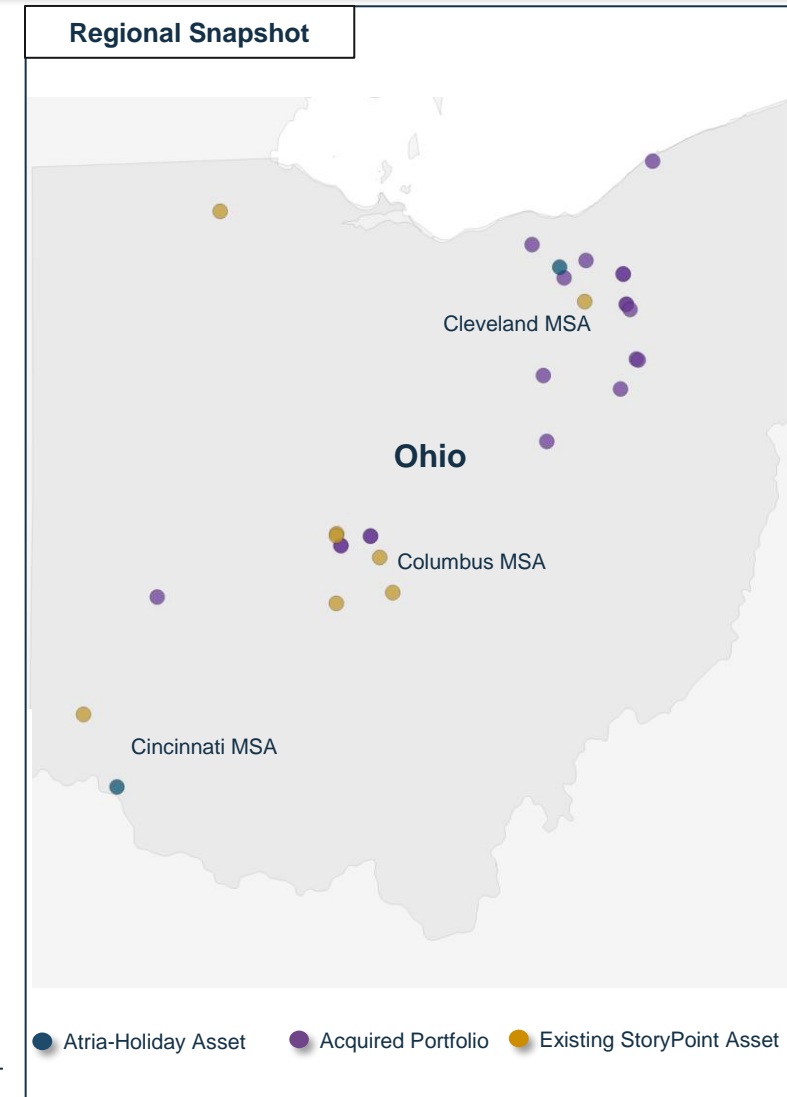 Regional Snapshot
Cleveland MSA
Ohio
Columbus MSA
Cincinnati MSA
Atria-Holiday Asset
Acquired Portfolio
Existing StoryPoint Asset